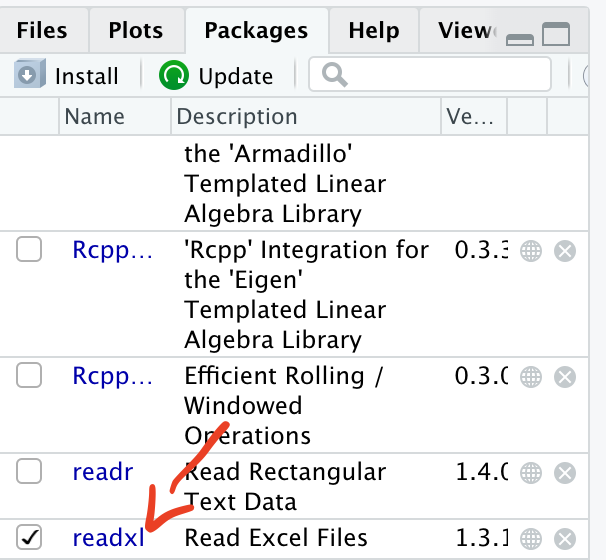 Files Plots Packages Help View
Install Update
Name Description Ve...
the 'Armadillo'
Templated Linear
Algebra Library
Rcpp... 'Rcpp' Integration for 0.3.3
the 'Eigen'
Templated Linear
Algebra Library
Rcpp... Efficient Rolling / 0.3.0
Windowed
Operations
readr Read Rectangular 1.4.0
Text Data
readxl Read Excel Files 1.3.1